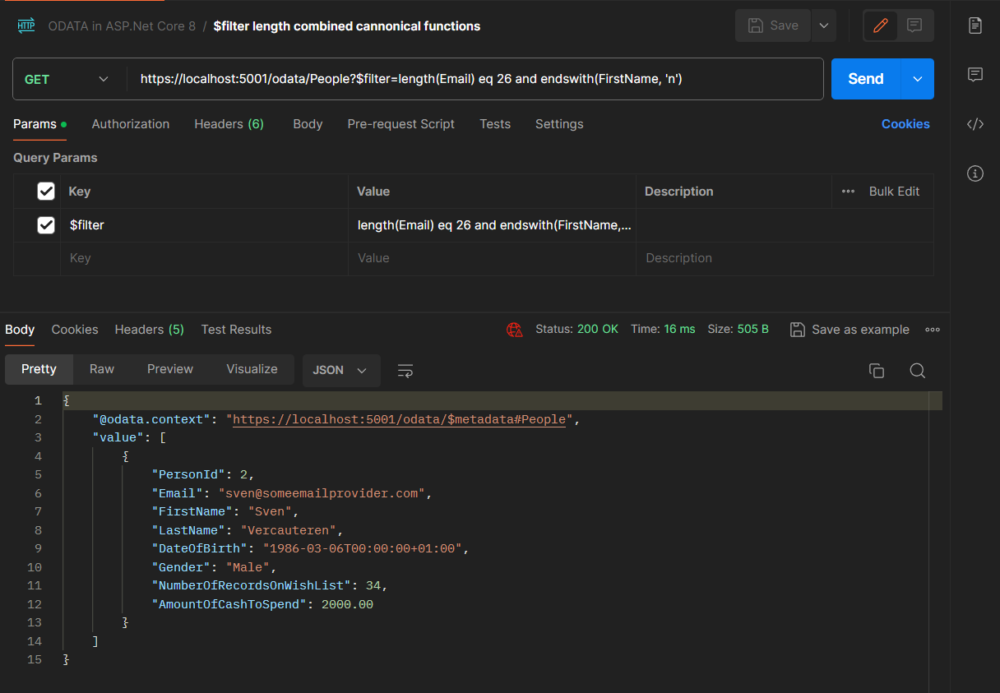 HTTP ODATA in ASP.Net Core 8 / $filter length combined cannonical functions Save
GET https://localhost:5001/odata/People?$filter=length(Email) eq 26 and endswith(FirstName, 'n') Send
Params Authorization Headers (6) Body Pre-request Script Tests Settings Cookies
Query Params
Key Value Description Bulk Edit
$filter length(Email) eq 26 and endswith(FirstName,...
Key Value Description
Body Cookies Headers (5) Test Results Status: 200 OK Time: 16 ms Size: 505 B Save as example
Pretty Raw Preview Visualize JSON
1 {
2 "@odata.context": "https://localhost:5001/odata/$metadata#People",
3 "value": [
4 {
5 "PersonId": 2,
6 "Email": "sven@someemailprovider.com",
7 "FirstName": "Sven",
8 "LastName": "Vercauteren",
9 "DateOfBirth": "1986-03-06T00:00:00+01:00",
10 "Gender": "Male",
11 "NumberOfRecordsOnWishList": 34,
12 "AmountOfCashToSpend": 2000.00
13 }
14 ]
15 }